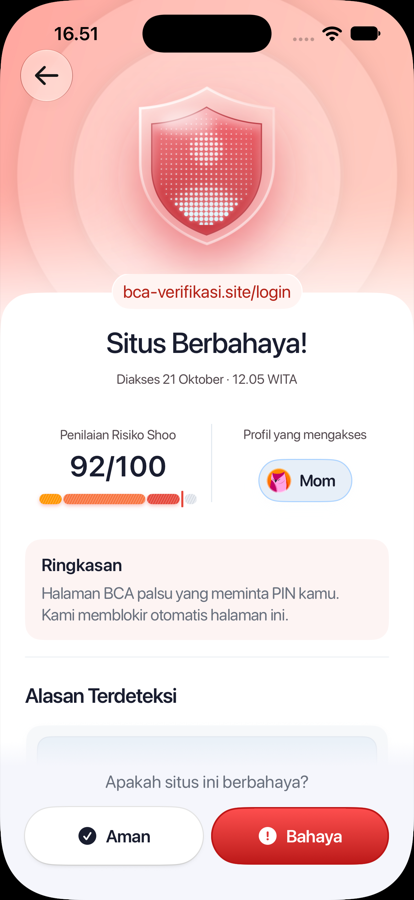 16.51
bca-verifikasi.site/login
Situs Berbahaya!
Diakses 21 Oktober · 12.05 WITA
Penilaian Risiko Shoo
92/100
Profil yang mengakses
Mom
Ringkasan
Halaman BCA palsu yang meminta PIN kamu.
Kami memblokir otomatis halaman ini.
Alasan Terdeteksi
Apakah situs ini berbahaya?
Aman
Bahaya